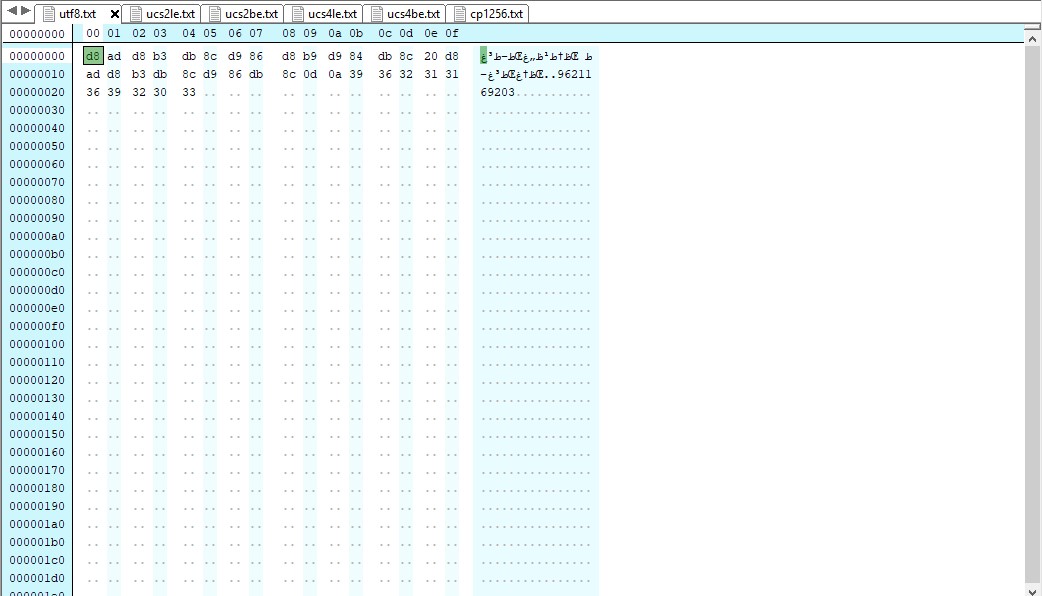 utf8.txt ucs2le.txt ucs2be.txt ucs4le.txt ucs4be.txt cp1256.txt
00000000 00 01 02 03 04 05 06 07 08 09 0a 0b 0c 0d 0e 0f
00000000 d8 ad d8 b3 db 8c d9 86 d8 b9 d9 84 db 8c 20 d8
00000010 ad d8 b3 db 8c d9 86 db 8c 0d 0a 39 36 32 31 31 ..96211
00000020 36 39 32 30 33 69203
00000030
00000040
00000050
00000060
00000070
00000080
00000090
000000a0
000000b0
000000c0
000000d0
000000e0
000000f0
00000100
00000110
00000120
00000130
00000140
00000150
00000160
00000170
00000180
00000190
000001a0
000001b0
000001c0
000001d0